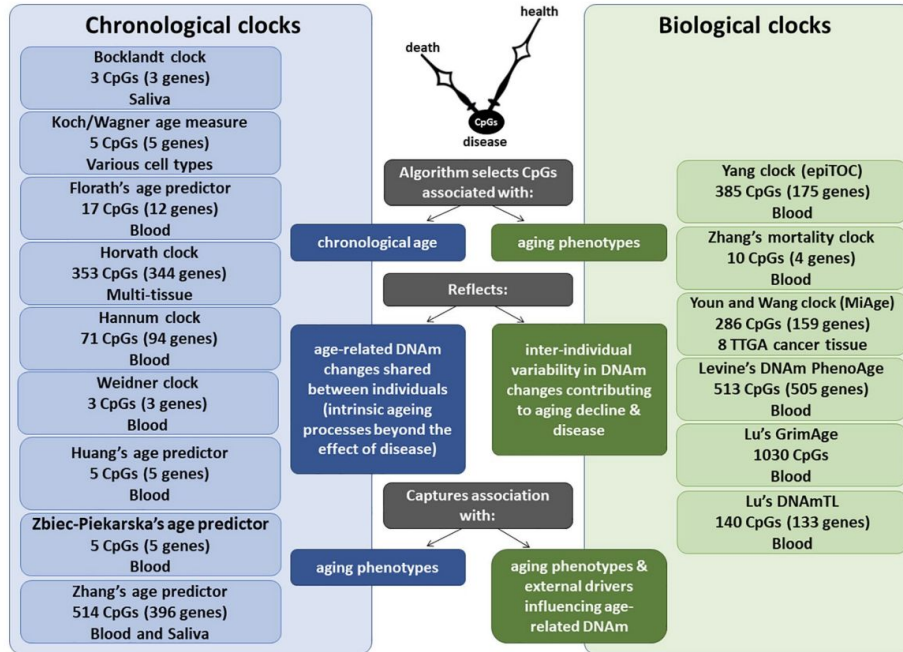 Chronological clocks
Bocklandt clock
3 CpGs (3 genes)
Saliva
Koch/Wagner age measure
5 CpGs (5 genes)
Various cell types
Florath's age predictor
17 CpGs (12 genes)
Blood
Horvath clock
353 CpGs (344 genes)
Multi-tissue
Hannum clock
71 CpGs (94 genes)
Blood
Weidner clock
3 CpGs (3 genes)
Blood
Huang's age predictor
5 CpGs (5 genes)
Blood
Zbiec-Piekarska's age predictor
5 CpGs (5 genes)
Blood
Zhang's age predictor
514 CpGs (396 genes)
Blood and Saliva
health
death
CpGs
disease
Algorithm selects CpGs
associated with:
chronological age
aging phenotypes
Reflects:
age-related DNAm
changes shared
between individuals
(intrinsic ageing
processes beyond the
effect of disease)
inter-individual
variability in DNAm
changes contributing
to aging decline &
disease
Captures association
with:
aging phenotypes
aging phenotypes &
external drivers
influencing age-
related DNAm
Biological clocks
Yang clock (epiTOC)
385 CpGs (175 genes)
Blood
Zhang's mortality clock
10 CpGs (4 genes)
Blood
Youn and Wang clock (MiAge)
286 CpGs (159 genes)
8 TTGA cancer tissue
Levine's DNAm PhenoAge
513 CpGs (505 genes)
Blood
Lu's GrimAge
1030 CpGs
Blood
Lu's DNAmTL
140 CpGs (133 genes)
Blood